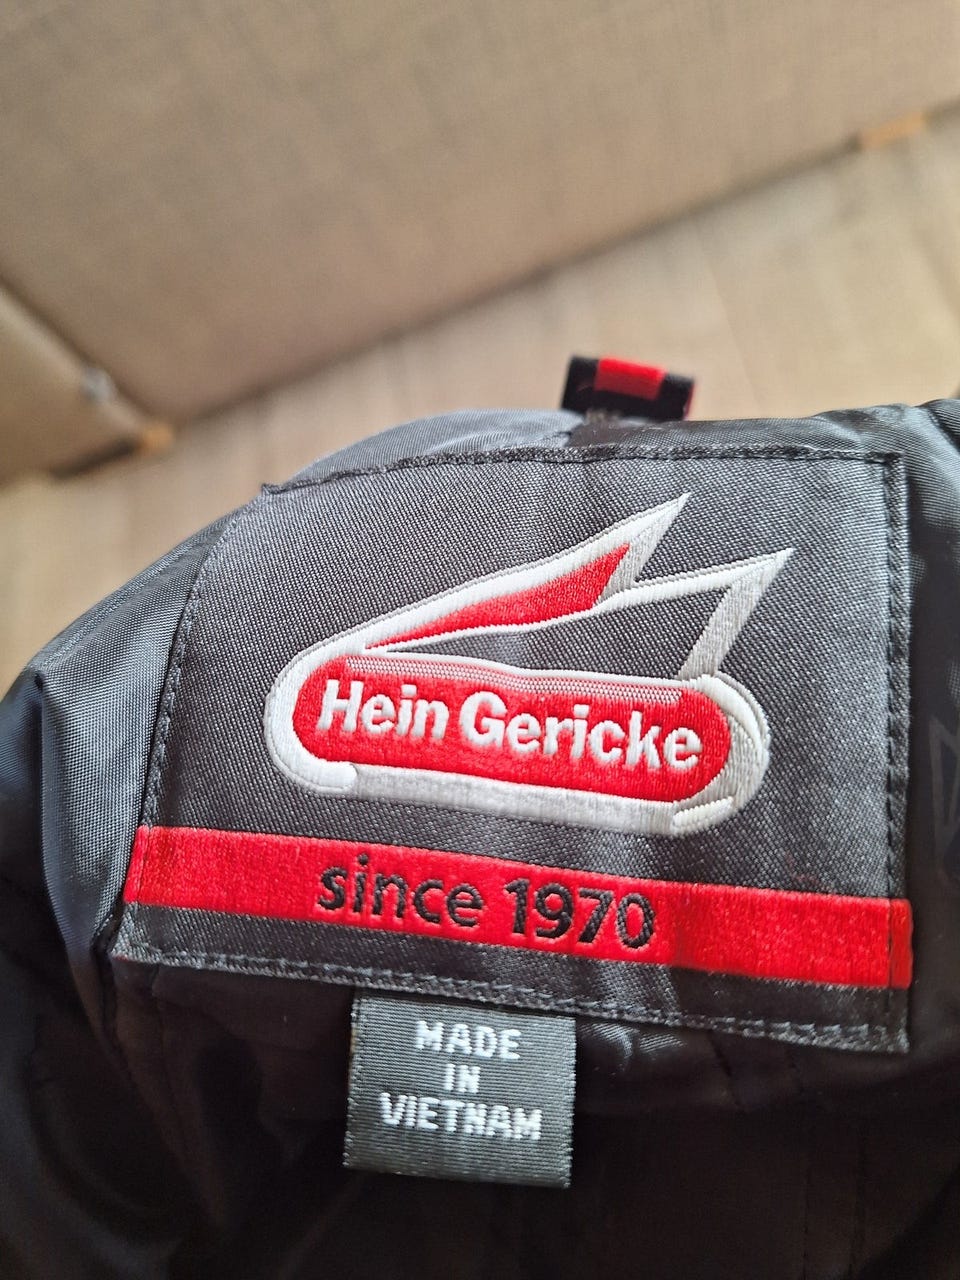 Hein Gericke
since 1970
MADE
IN
VIETNAM